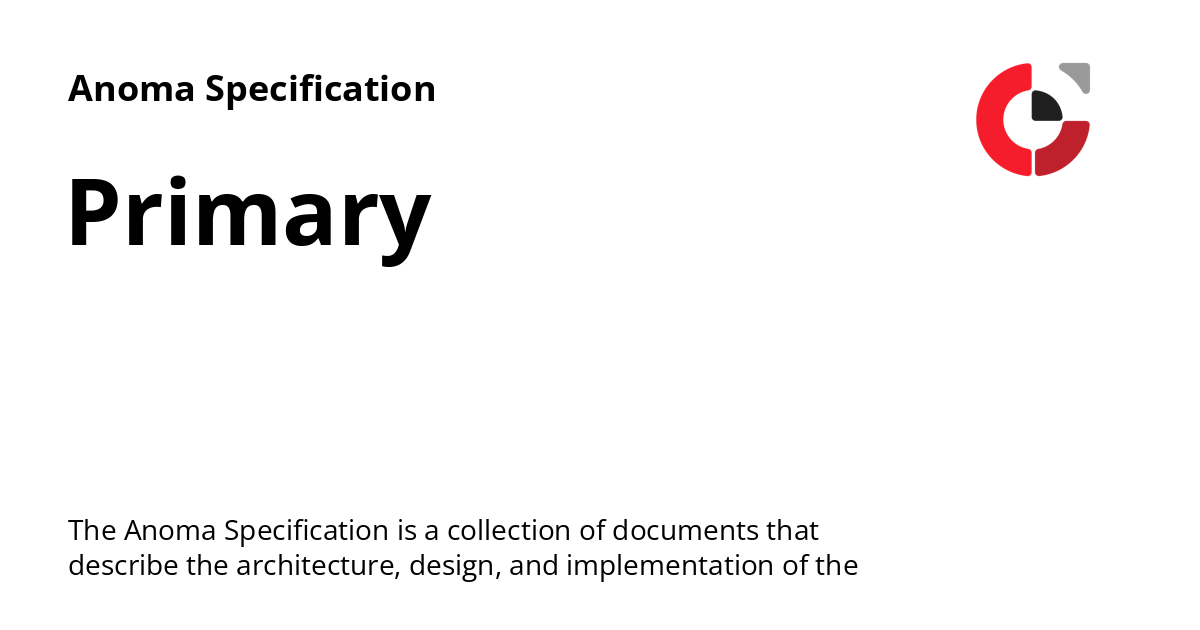 Anoma Specification
Primary
The Anoma Specification is a collection of documents that
describe the architecture, design, and implementation of the